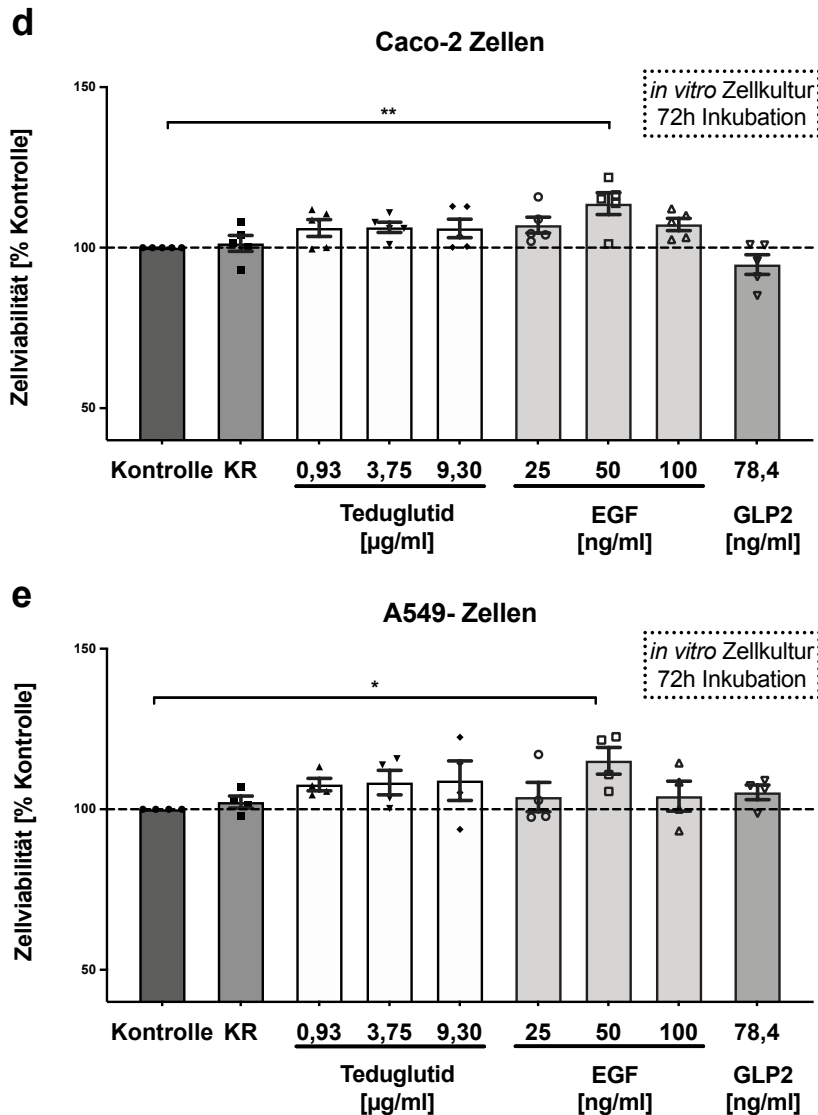 d
Caco-2 Zellen
in vitro Zellkultur
72h Inkubation
**
150
100
50
Zellviabilität [% Kontrolle]
Kontrolle KR 0,93 3,75 9,30 25 50 100 78,4
Teduglutid EGF GLP2
[µg/ml] [ng/ml] [ng/ml]
e
A549- Zellen
in vitro Zellkultur
72h Inkubation
*
150
100
50
Zellviabilität [% Kontrolle]
Kontrolle KR 0,93 3,75 9,30 25 50 100 78,4
Teduglutid EGF GLP2
[µg/ml] [ng/ml] [ng/ml]